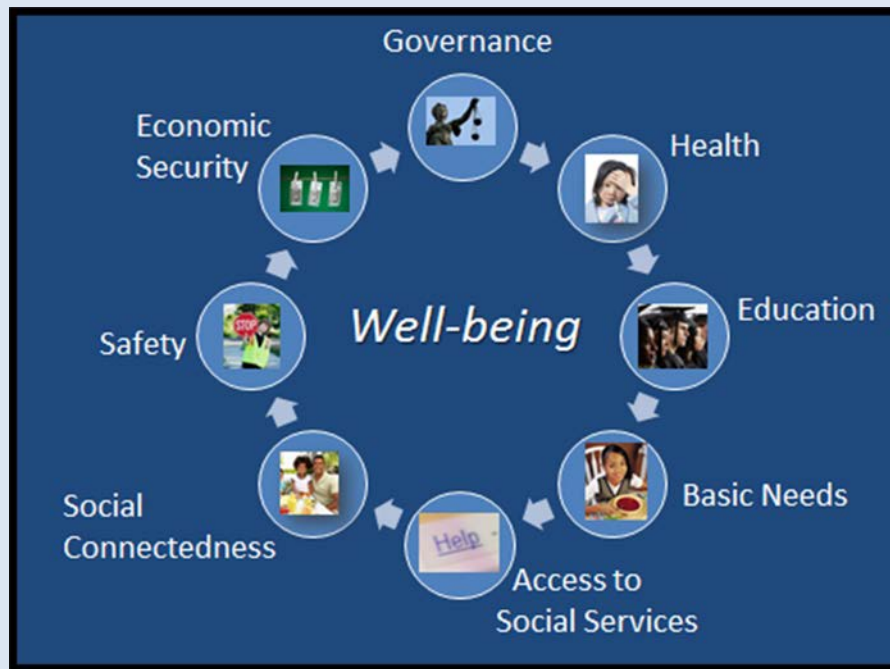 Governance
Economic
Security
Health
Education
Well-being
Safety
STOP
Basic Needs
Social
Connectedness
Help
Access to
Social Services